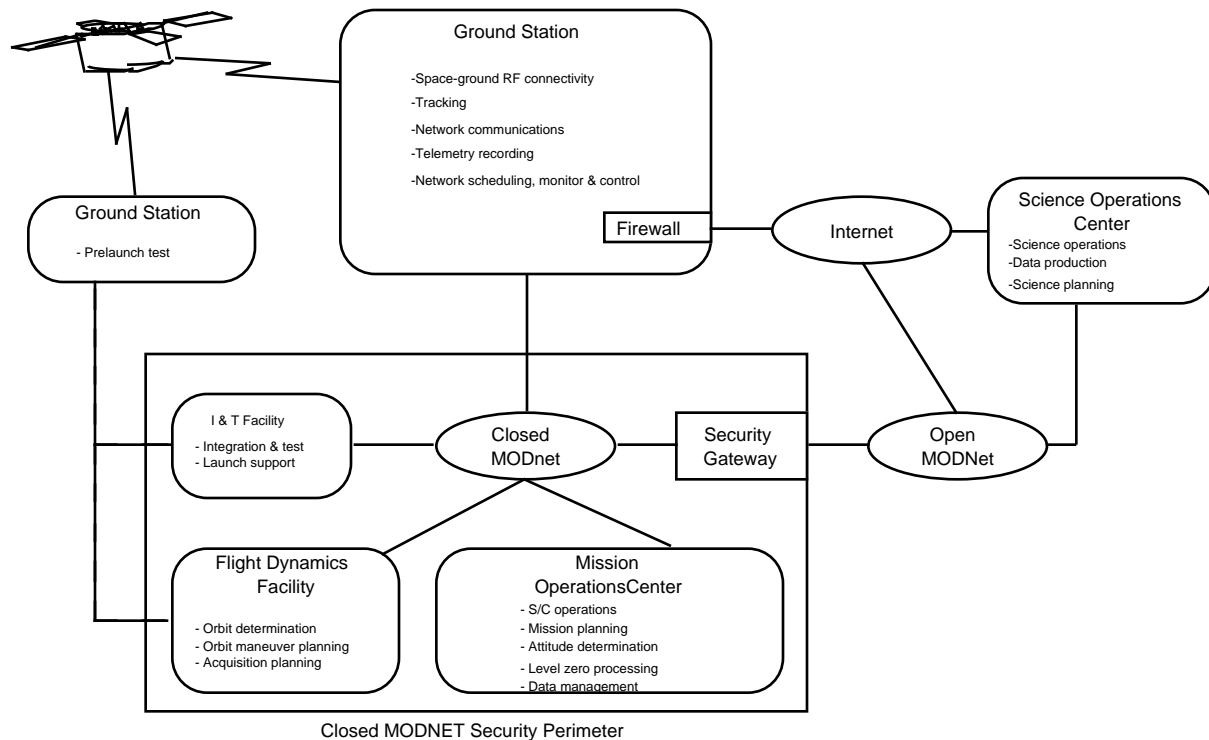 Ground Station
-Space-ground RF connectivity
-Tracking
-Network communications
-Telemetry recording
-Network scheduling, monitor & control
Firewall
Ground Station
- Prelaunch test
Internet
Science Operations
Center
-Science operations
-Data production
-Science planning
I & T Facility
- Integration & test
- Launch support
Closed
MODnet
Security
Gateway
Open
MODNet
Flight Dynamics
Facility
- Orbit determination
- Orbit maneuver planning
- Acquisition planning
Mission
OperationsCenter
- S/C operations
- Mission planning
- Attitude determination
- Level zero processing
- Data management
Closed MODNET Security Perimeter